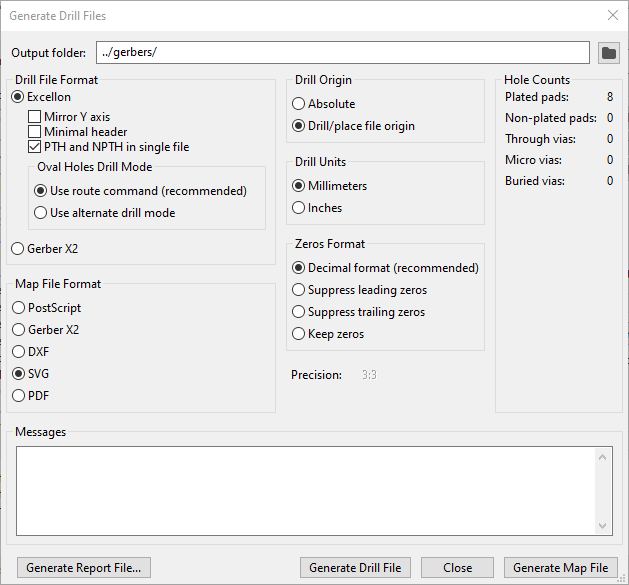 Generate Drill Files
Output folder: ../gerbers/
Drill File Format
Excellon
Mirror Y axis
Minimal header
PTH and NPTH in single file
Oval Holes Drill Mode
Use route command (recommended)
Use alternate drill mode
Gerber X2
Map File Format
PostScript
Gerber X2
DXF
SVG
PDF
Drill Origin
Absolute
Drill/place file origin
Drill Units
Millimeters
Inches
Zeros Format
Decimal format (recommended)
Suppress leading zeros
Suppress trailing zeros
Keep zeros
Precision: 3:3
Hole Counts
Plated pads: 8
Non-plated pads: 0
Through vias: 0
Micro vias: 0
Buried vias: 0
Messages
Generate Report File...
Generate Drill File
Close
Generate Map File